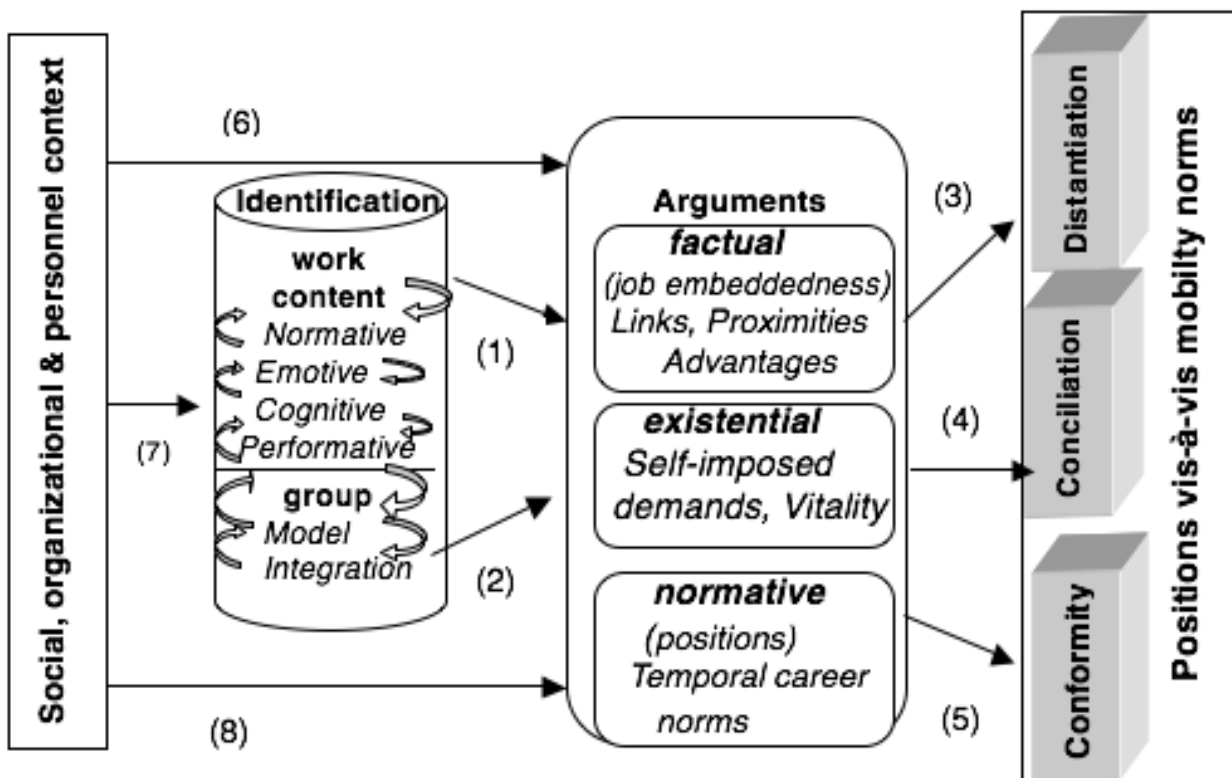 Social, organizational & personnel context
(6)
(7)
(8)
Identification
work
content
Normative
Emotive
Cognitive
Performative
group
Model
Integration
(1)
(2)
Arguments
factual
(job embeddedness)
Links, Proximities
Advantages
existential
Self-imposed
demands, Vitality
normative
(positions)
Temporal career
norms
(3)
(4)
(5)
Distantiation
Conciliation
Conformity
Positions vis-à-vis mobilty norms